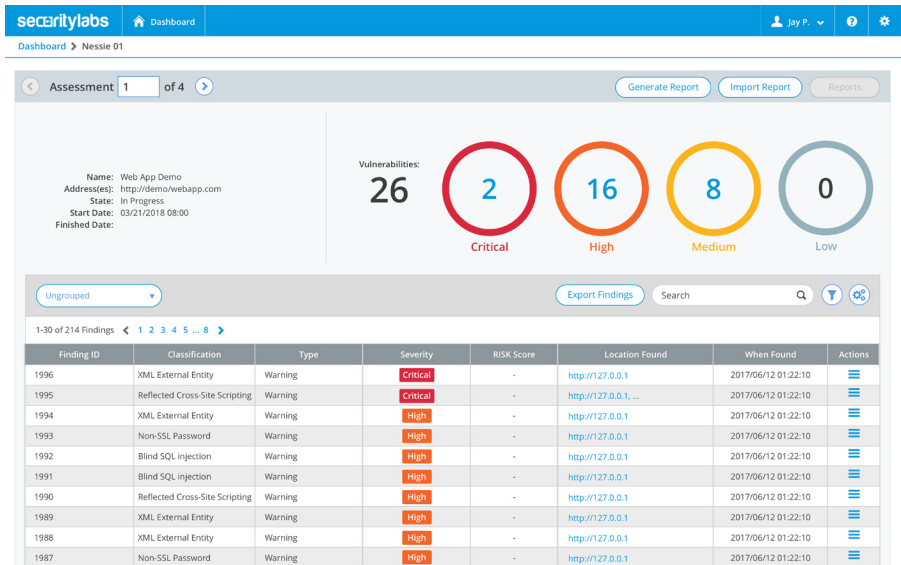 securitylabs Dashboard Jay P.
Dashboard > Nessie 01
Assessment 1 of 4 Generate Report Import Report Reports
Name: Web App Demo
Address(es): http://demo/webapp.com
State: In Progress
Start Date: 03/21/2018 08:00
Finished Date:
Vulnerabilities:
26 2 16 8 0
Critical High Medium Low
Ungrouped Export Findings Search
1-30 of 214 Findings 1 2 3 4 5 ... 8
Finding ID Classification Type Severity RISK Score Location Found When Found Actions
1996 XML External Entity Warning Critical - http://127.0.0.1 2017/06/12 01:22:10
1995 Reflected Cross-Site Scripting Warning Critical - http://127.0.0.1, ... 2017/06/12 01:22:10
1994 XML External Entity Warning High - http://127.0.0.1 2017/06/12 01:22:10
1993 Non-SSL Password Warning High - http://127.0.0.1 2017/06/12 01:22:10
1992 Blind SQL injection Warning High - http://127.0.0.1 2017/06/12 01:22:10
1991 Blind SQL injection Warning High - http://127.0.0.1 2017/06/12 01:22:10
1990 Reflected Cross-Site Scripting Warning High - http://127.0.0.1 2017/06/12 01:22:10
1989 XML External Entity Warning High - http://127.0.0.1 2017/06/12 01:22:10
1988 XML External Entity Warning High - http://127.0.0.1 2017/06/12 01:22:10
1987 Non-SSL Password Warning High - http://127.0.0.1 2017/06/12 01:22:10